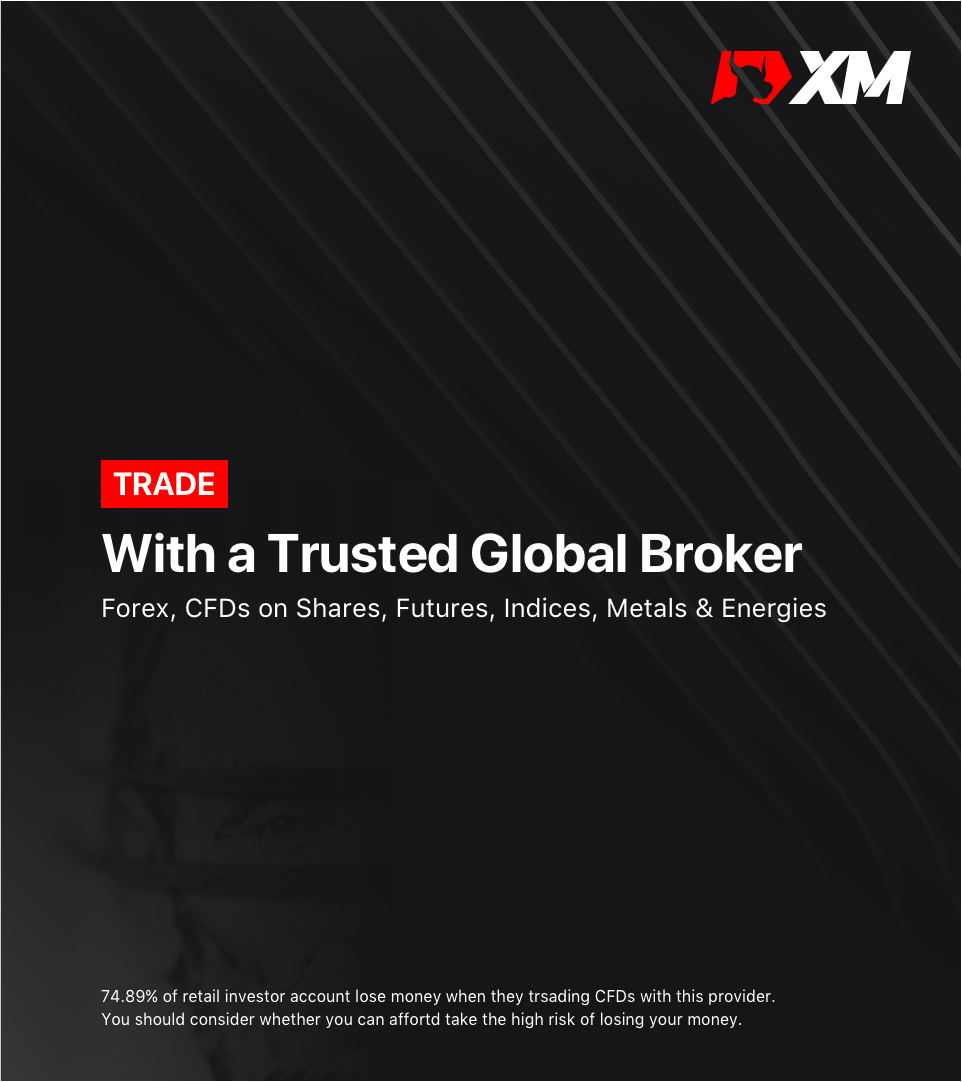 XM
TRADE
With a Trusted Global Broker
Forex, CFDs on Shares, Futures, Indices, Metals & Energies
74.89% of retail investor account lose money when they trsading CFDs with this provider.
You should consider whether you can affortd take the high risk of losing your money.